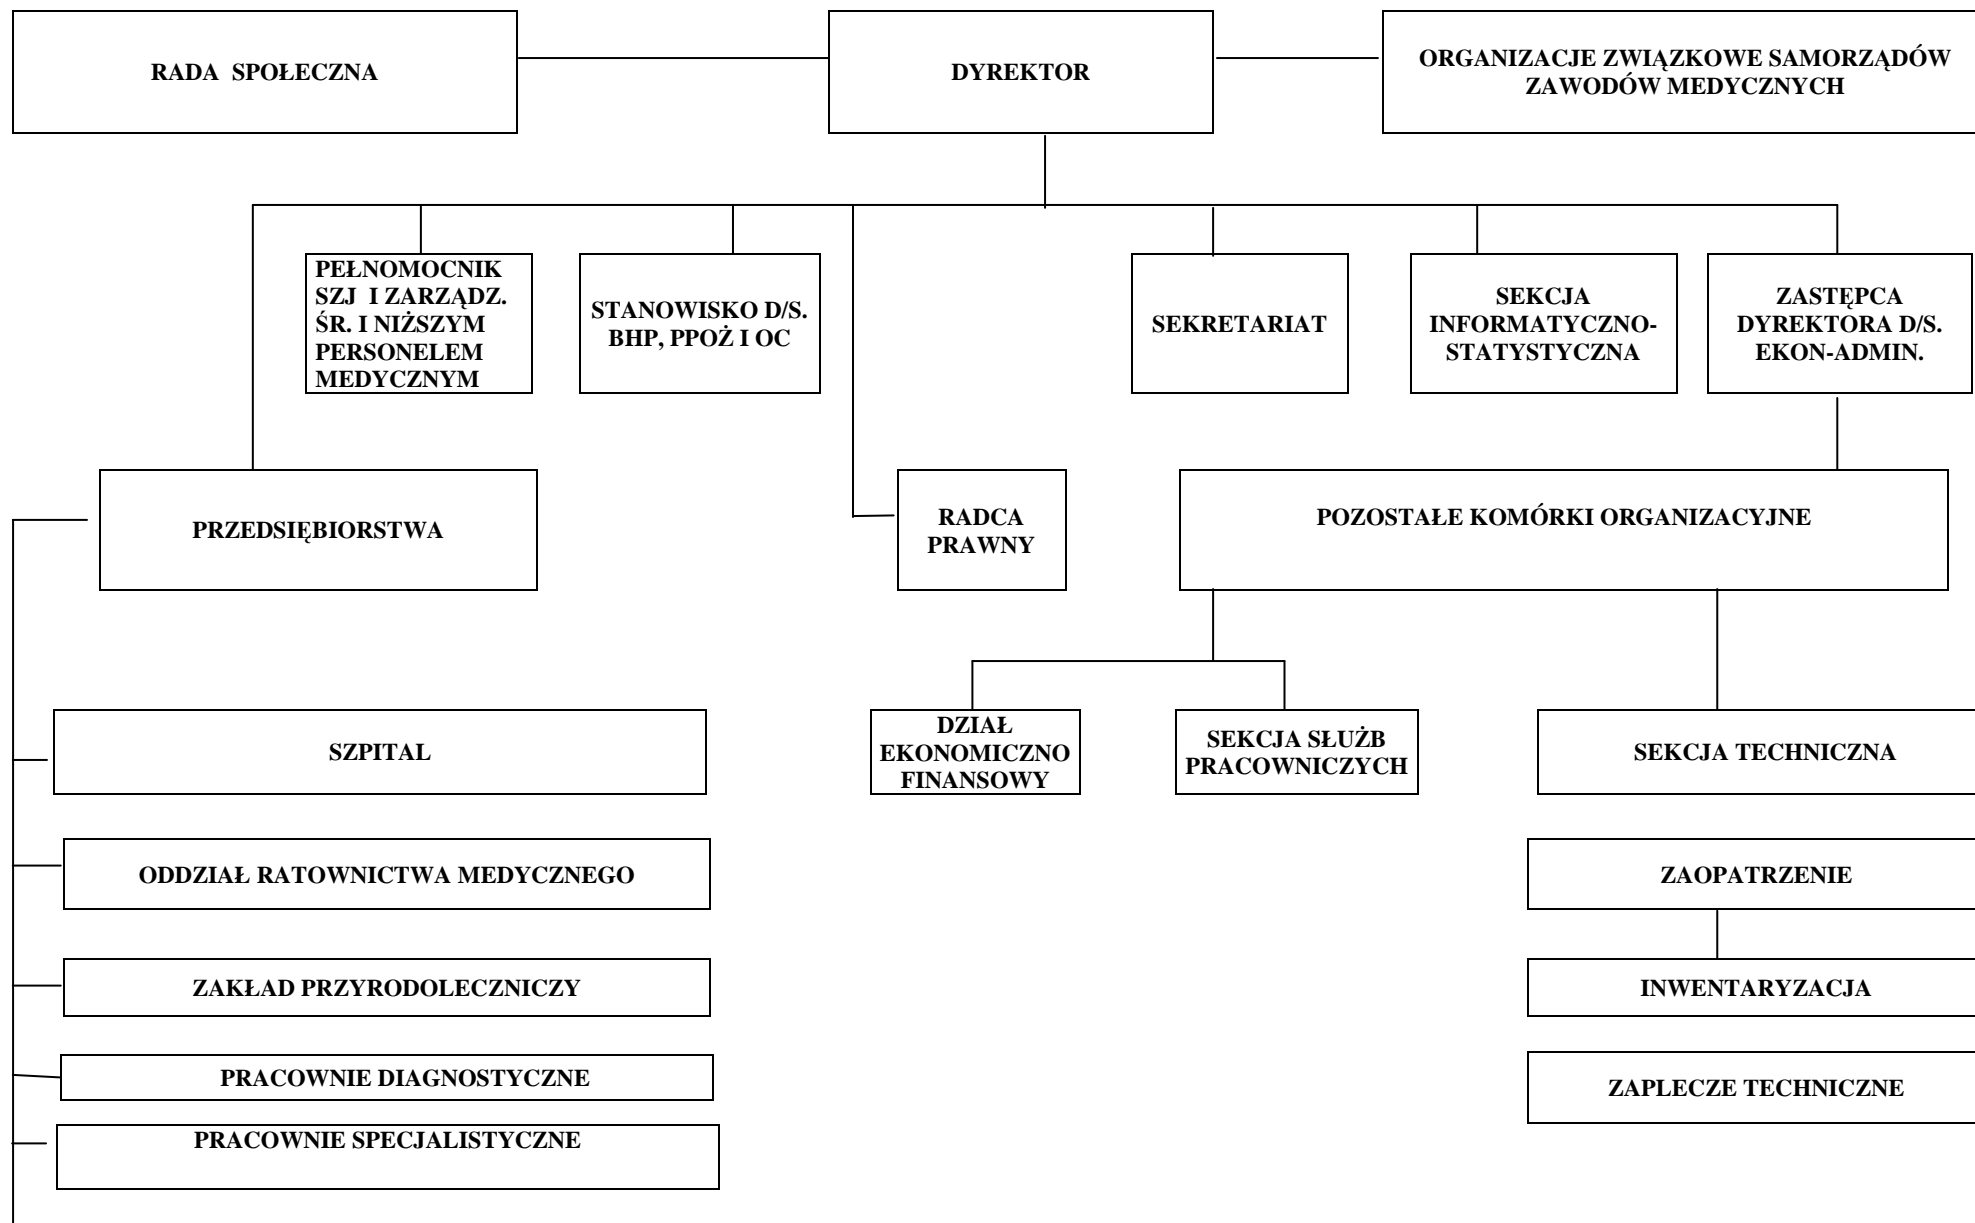 RADA SPOŁECZNA
DYREKTOR
ORGANIZACJE ZWIĄZKOWE SAMORZĄDÓW
ZAWODÓW MEDYCZNYCH
PEŁNOMOCNIK
SZJ I ZARZĄDZ.
ŚR. I NIŻSZYM
PERSONELEM
MEDYCZNYM
STANOWISKO D/S.
BHP, PPOŻ I OC
SEKRETARIAT
SEKCJA
INFORMATYCZNO-
STATYSTYCZNA
ZASTĘPCA
DYREKTORA D/S.
EKON-ADMIN.
PRZEDSIĘBIORSTWA
RADCA
PRAWNY
POZOSTAŁE KOMÓRKI ORGANIZACYJNE
SZPITAL
DZIAŁ
EKONOMICZNO
FINANSOWY
SEKCJA SŁUŻB
PRACOWNICZYCH
SEKCJA TECHNICZNA
ODDZIAŁ RATOWNICTWA MEDYCZNEGO
ZAOPATRZENIE
ZAKŁAD PRZYRODOLECZNICZY
INWENTARYZACJA
PRACOWNIE DIAGNOSTYCZNE
ZAPLECZE TECHNICZNE
PRACOWNIE SPECJALISTYCZNE